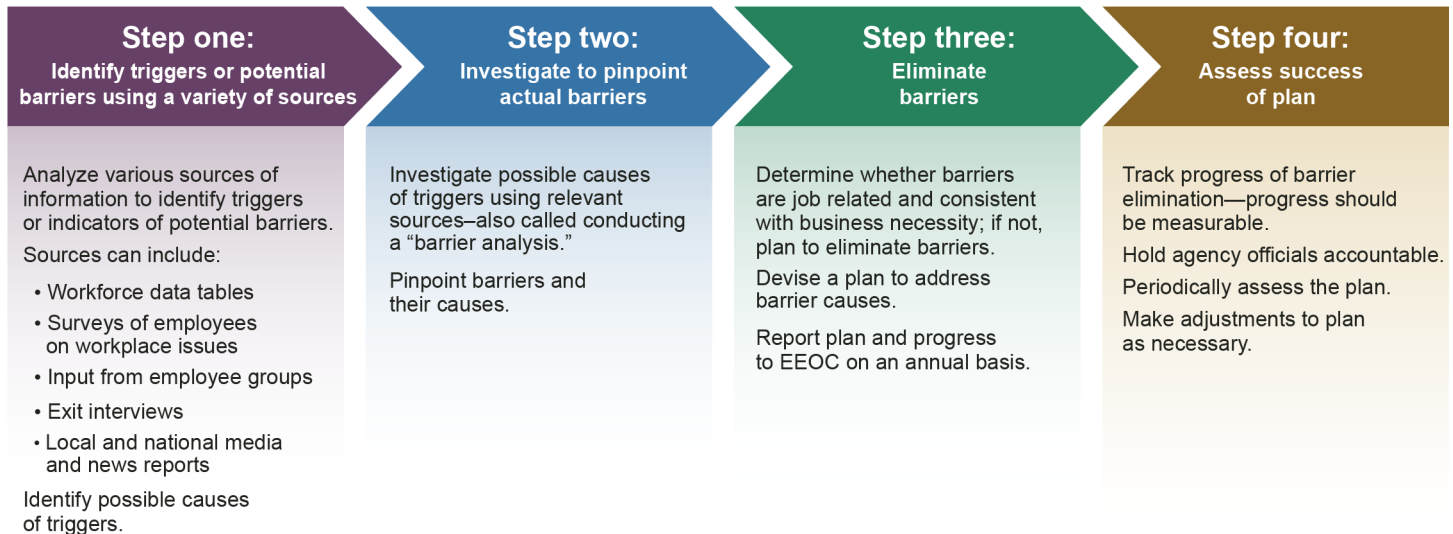 Step one:
Identify triggers or potential
barriers using a variety of sources
Analyze various sources of
information to identify triggers
or indicators of potential barriers.
Sources can include:
• Workforce data tables
• Surveys of employees
on workplace issues
• Input from employee groups
• Exit interviews
• Local and national media
and news reports
Identify possible causes
of triggers.
Step two:
Investigate to pinpoint
actual barriers
Investigate possible causes
of triggers using relevant
sources–also called conducting
a “barrier analysis.”
Pinpoint barriers and
their causes.
Step three:
Eliminate
barriers
Determine whether barriers
are job related and consistent
with business necessity; if not,
plan to eliminate barriers.
Devise a plan to address
barrier causes.
Report plan and progress
to EEOC on an annual basis.
Step four:
Assess success
of plan
Track progress of barrier
elimination—progress should
be measurable.
Hold agency officials accountable.
Periodically assess the plan.
Make adjustments to plan
as necessary.